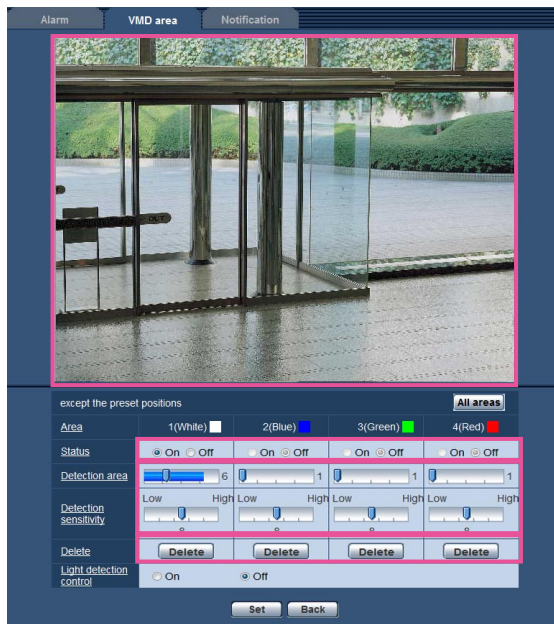 Alarm VMD area Notification
OUT
except the preset positions All areas
Area 1(White) 2(Blue) 3(Green) 4(Red)
Status On Off On Off On Off On Off
Detection area 6 1 1 1
Low High Low High Low High Low High
Detection
sensitivity
Delete Delete Delete Delete Delete
Light detection
control
On Off
Set Back